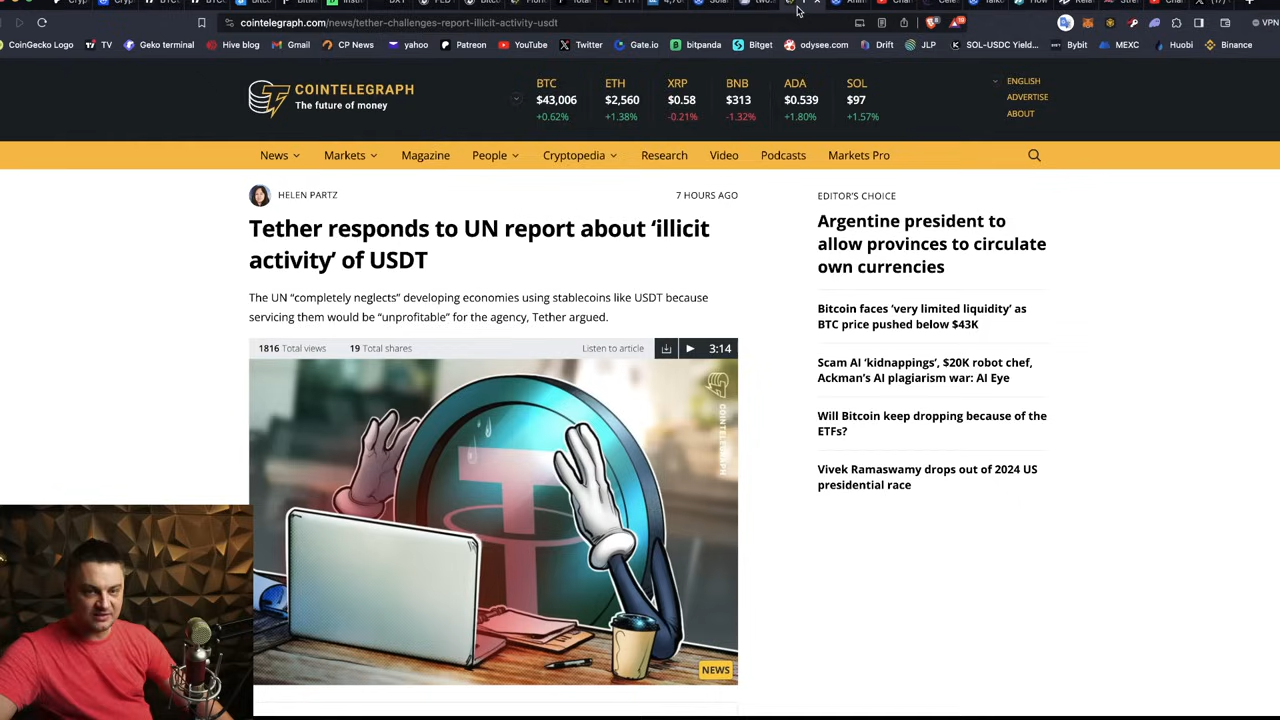 cointelegraph.com/news/tether-challenges-report-illicit-activity-usdt
CoinGecko Logo TV Geko terminal Hive blog Gmail CP News yahoo Patreon YouTube Twitter Gate.io bitpanda Bitget odysee.com Drift JLP SOL-USDC Yield... Bybit MEXC Huobi Binance
VPN
COINTELEGRAPH
The future of money
BTC ETH XRP BNB ADA SOL
$43,006 $2,560 $0.58 $313 $0.539 $97
+0.62% +1.38% -0.21% -1.32% +1.80% +1.57%
ENGLISH
ADVERTISE
ABOUT
News Markets Magazine People Cryptopedia Research Video Podcasts Markets Pro
HELEN PARTZ 7 HOURS AGO
Tether responds to UN report about ‘illicit
activity’ of USDT
The UN “completely neglects” developing economies using stablecoins like USDT because
servicing them would be “unprofitable” for the agency, Tether argued.
1816 Total views 19 Total shares Listen to article 3:14
COINTELEGRAPH
NEWS
EDITOR’S CHOICE
Argentine president to
allow provinces to circulate
own currencies
Bitcoin faces ‘very limited liquidity’ as
BTC price pushed below $43K
Scam AI ‘kidnappings’, $20K robot chef,
Ackman’s AI plagiarism war: AI Eye
Will Bitcoin keep dropping because of the
ETFs?
Vivek Ramaswamy drops out of 2024 US
presidential race